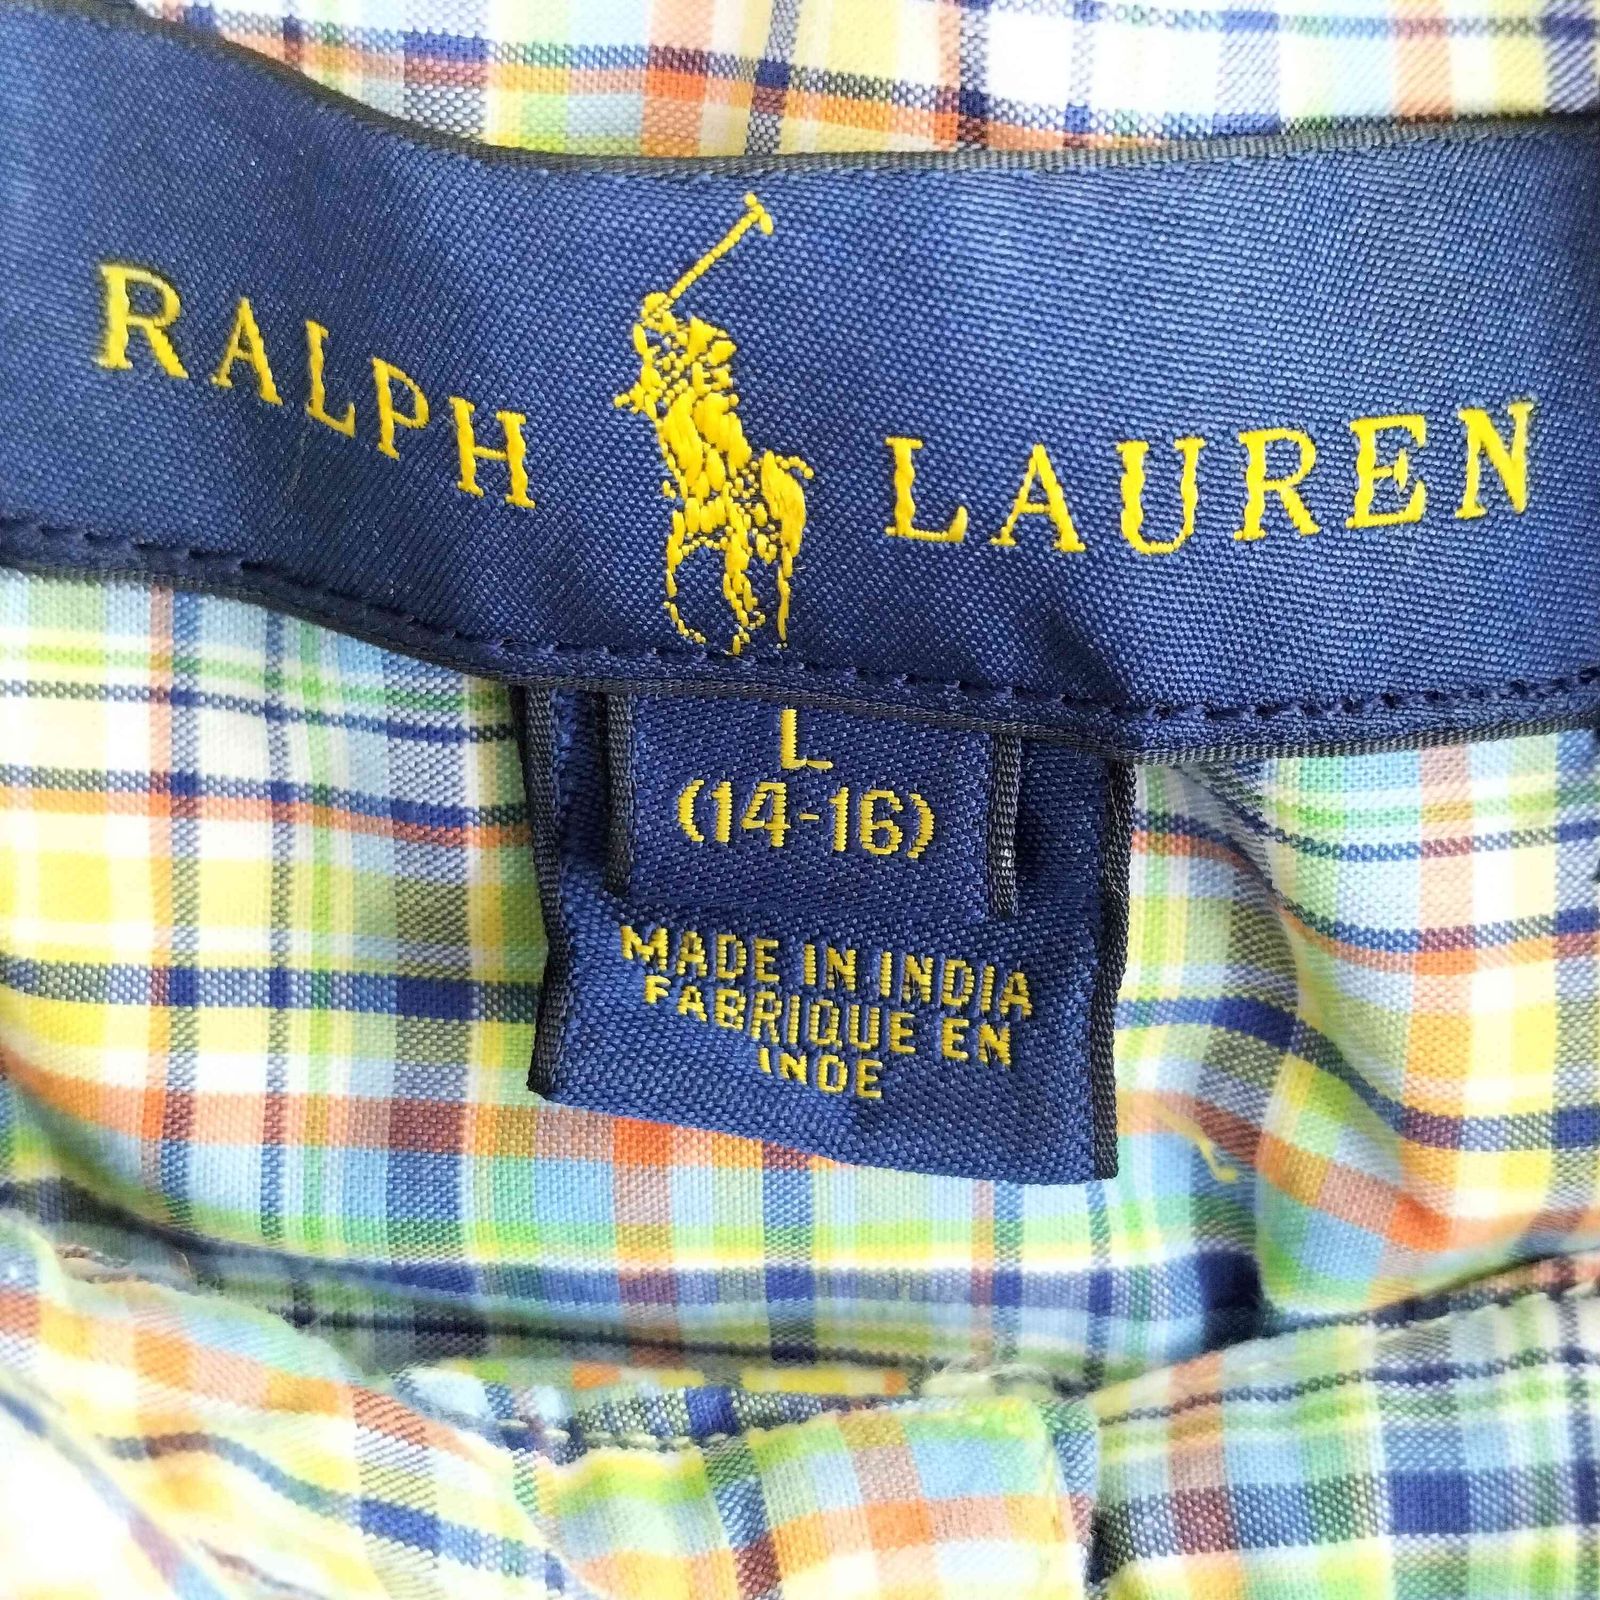 RALPH LAUREN
L
(14-16)
MADE IN INDIA
FABRIQUE EN
INDE